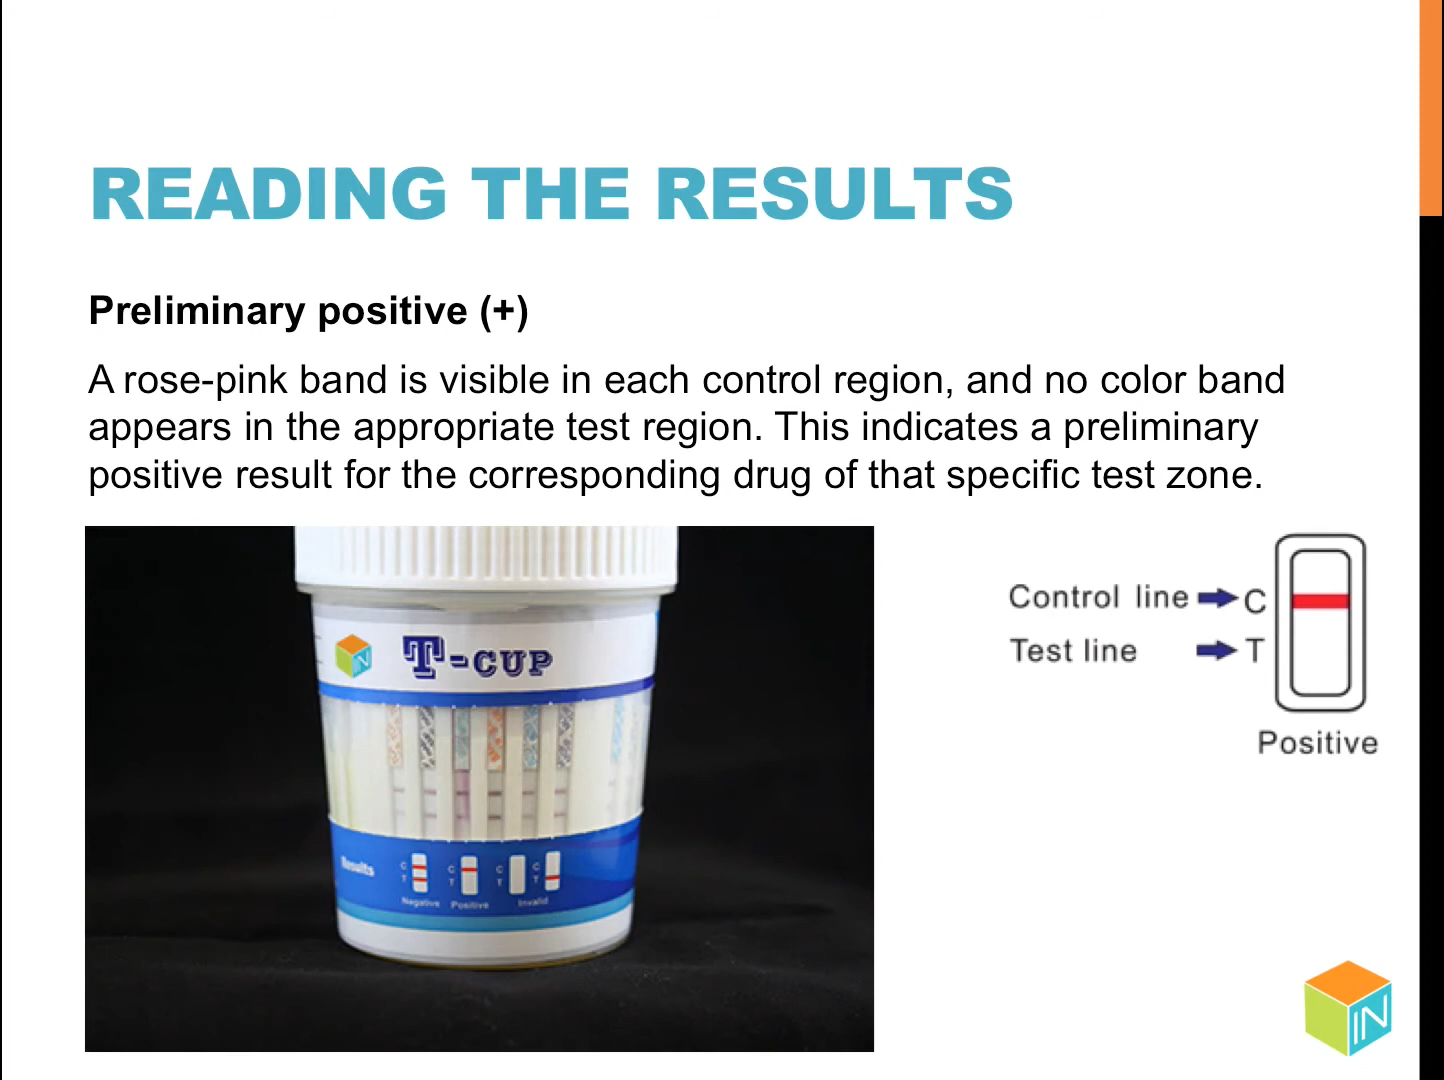 READING THE RESULTS
Preliminary positive (+)
A rose-pink band is visible in each control region, and no color band
appears in the appropriate test region. This indicates a preliminary
positive result for the corresponding drug of that specific test zone.
T-CUP
IN
Results
C
T
C
T
C
T
C
T
Negative Positive Invalid
Control line C
Test line T
Positive
IN